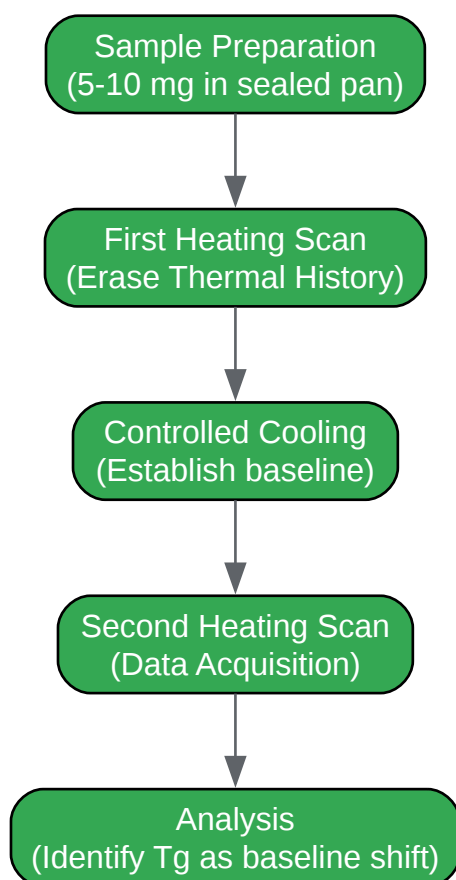 Sample Preparation
(5-10 mg in sealed pan)
First Heating Scan
(Erase Thermal History)
Controlled Cooling
(Establish baseline)
Second Heating Scan
(Data Acquisition)
Analysis
(Identify Tg as baseline shift)